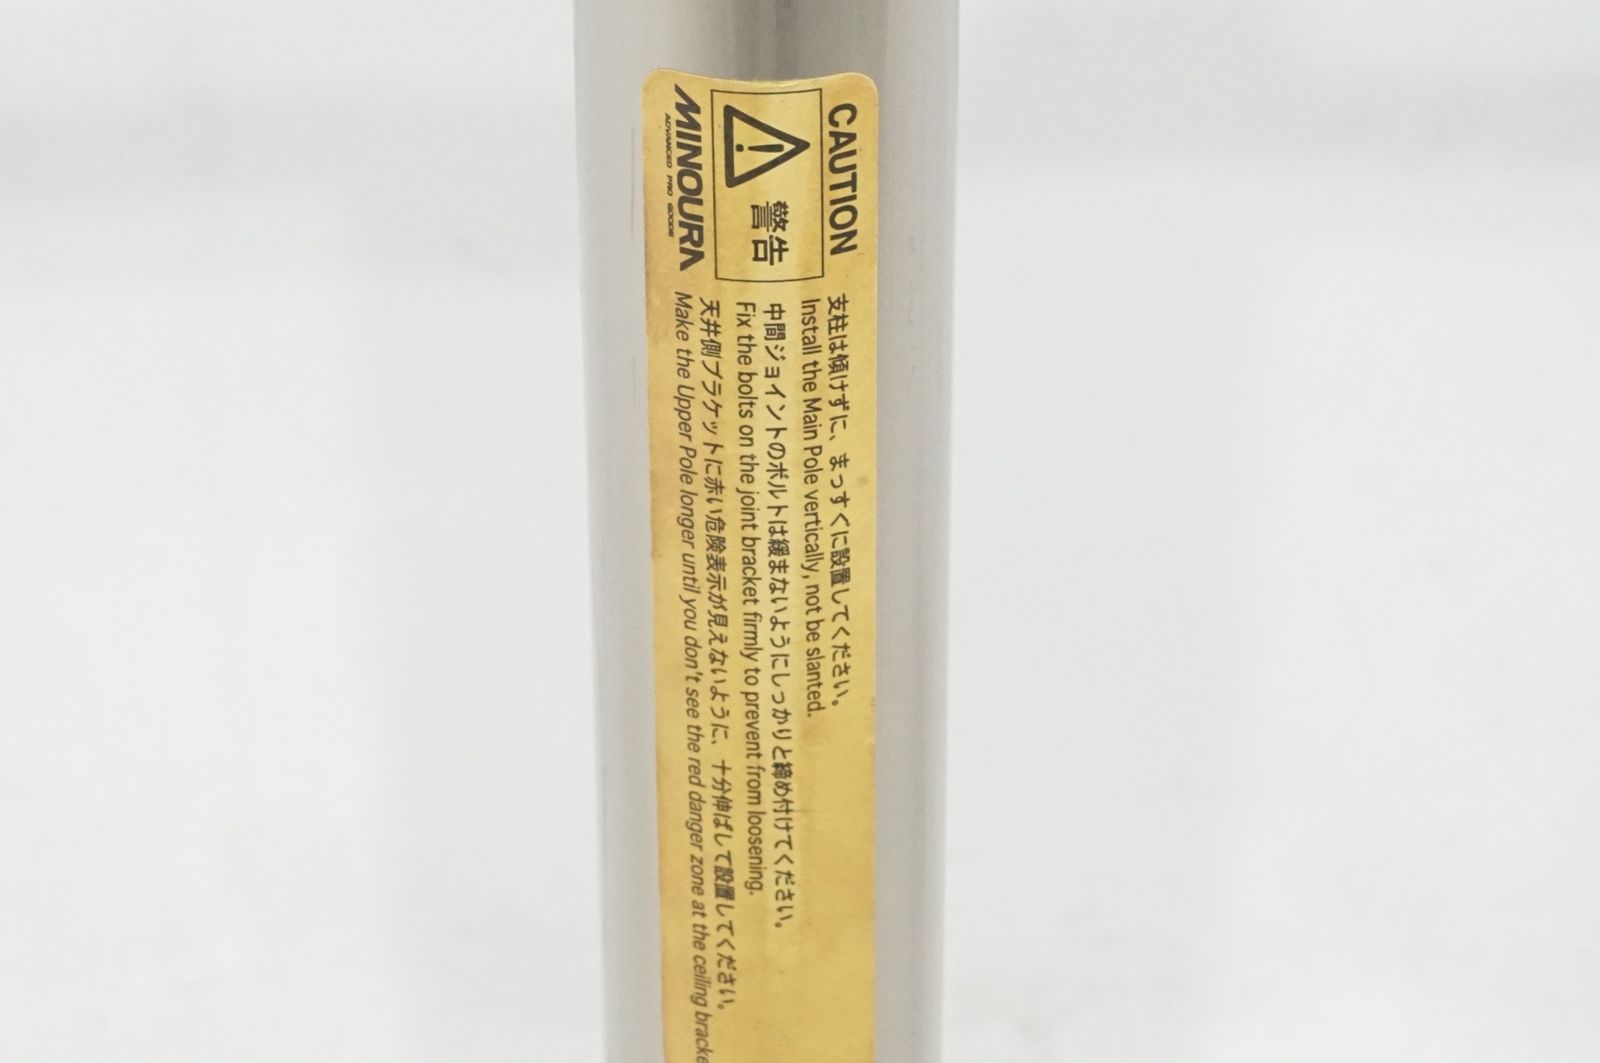 CAUTION
警告
MINOURA
ADVANCED PRO GOODS
支柱は傾けずに、まっすぐに設置してください。
Install the Main Pole vertically, not be slanted.
中間ジョイントのボルトは緩まないようにしっかりと締め付けてください。
Fix the bolts on the joint bracket firmly to prevent from loosening.
天井側ブラケットに赤い危険表示が見えないように、十分伸ばして設置してください。
Make the Upper Pole longer until you don't see the red danger zone at the ceiling